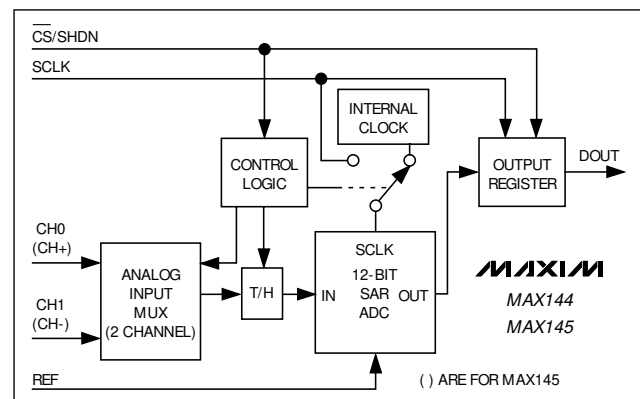 CS/SHDN
SCLK
INTERNAL
CLOCK
CONTROL
LOGIC
OUTPUT
REGISTER
DOUT
CH0
(CH+)
CH1
(CH-)
ANALOG
INPUT
MUX
(2 CHANNEL)
T/H
SCLK
12-BIT
SAR
ADC
IN
OUT
MAXIM
MAX144
MAX145
REF
( ) ARE FOR MAX145